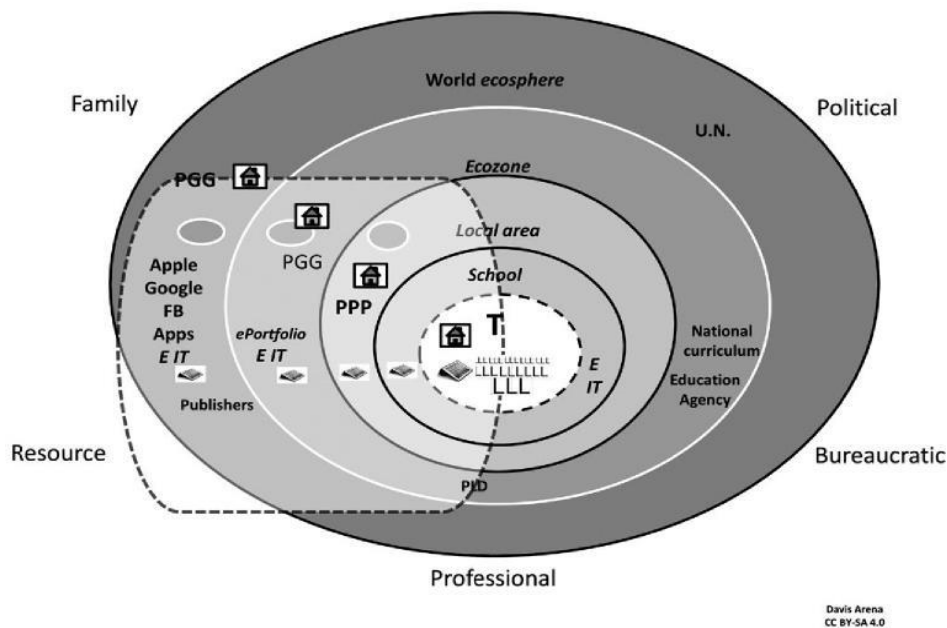 World ecosphere
Family
Political
U.N.
Ecozone
PGG
Local area
PGG
School
Apple
Google
FB
Apps
E IT
PPP
T
ePortfolio
E IT
National
curriculum
E
IT
LLL
Education
Agency
Publishers
Resource
Bureaucratic
PLD
Professional
Davis Arena
CC BY-SA 4.0